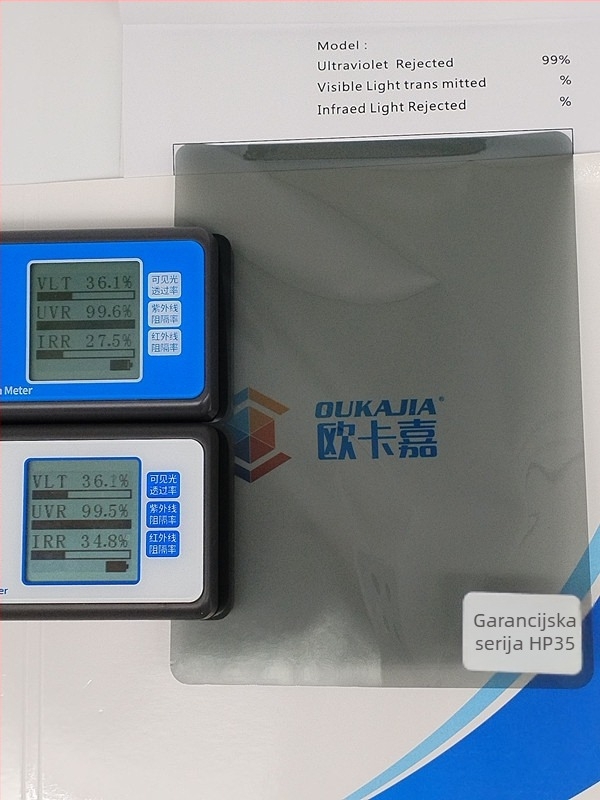 Model :
Ultraviolet Rejected 99%
Visible Light trans mitted %
Infraed Light Rejected %
VLT 36.1%
UVR 99.6%
IRR 27.5%
可见光
透过率
紫外线
阻隔率
红外线
阻隔率
Meter
VLT 36.1%
UVR 99.5%
IRR 34.8%
可见光
透过率
紫外线
阻隔率
红外线
阻隔率
er
OUKAJIA®
欧卡嘉
Garancijska
serija HP35